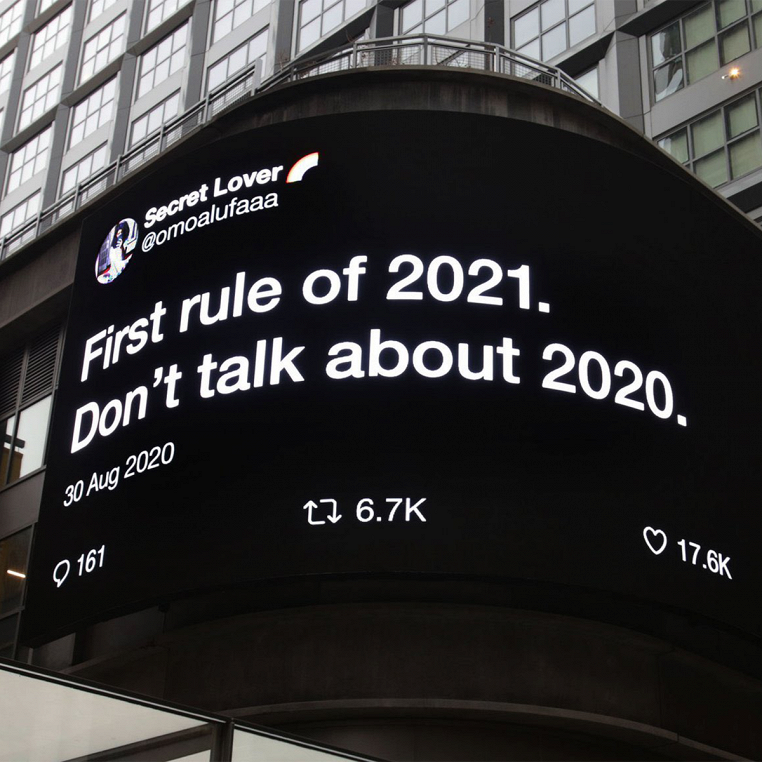 Secret Lover
@omoalufaaa
First rule of 2021.
Don't talk about 2020.
30 Aug 2020
161
6.7K
17.6K